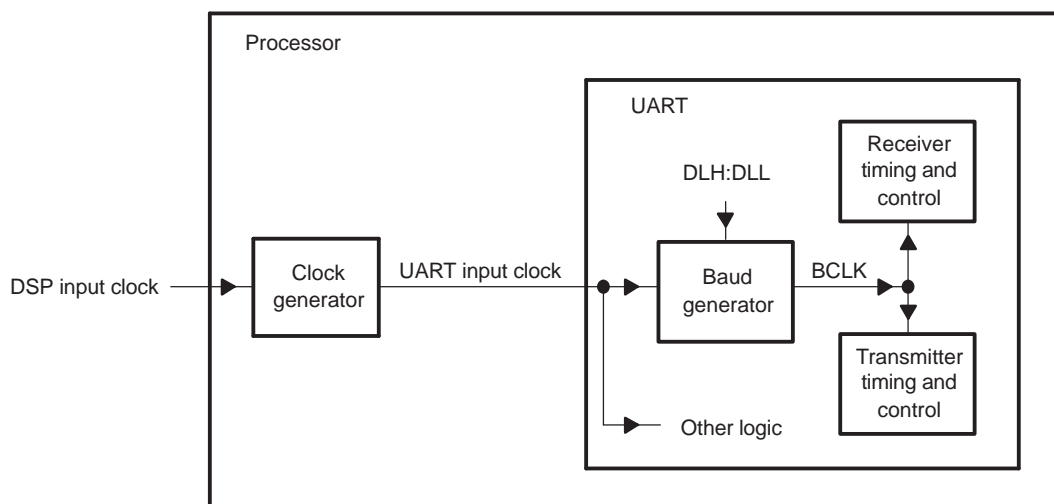 Processor
UART
Receiver
timing and
control
DLH:DLL
DSP input clock
Clock
generator
UART input clock
Baud
generator
BCLK
Transmitter
timing and
control
Other logic